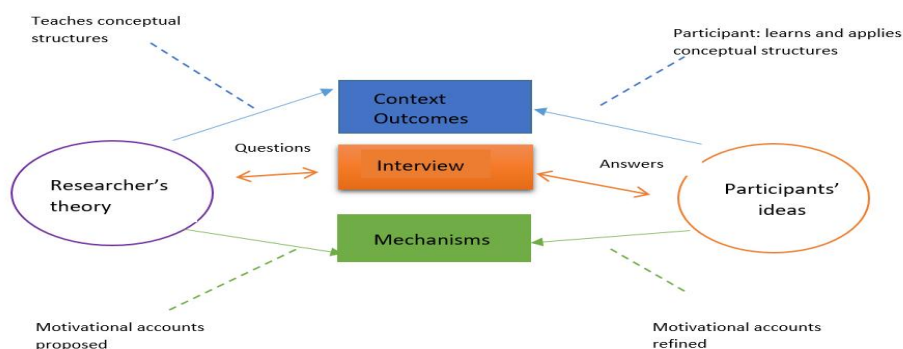 Teaches conceptual
structures
Participant: learns and applies
conceptual structures
Context
Outcomes
Questions
Interview
Answers
Researcher's
theory
Participants'
ideas
Mechanisms
Motivational accounts
proposed
Motivational accounts
refined